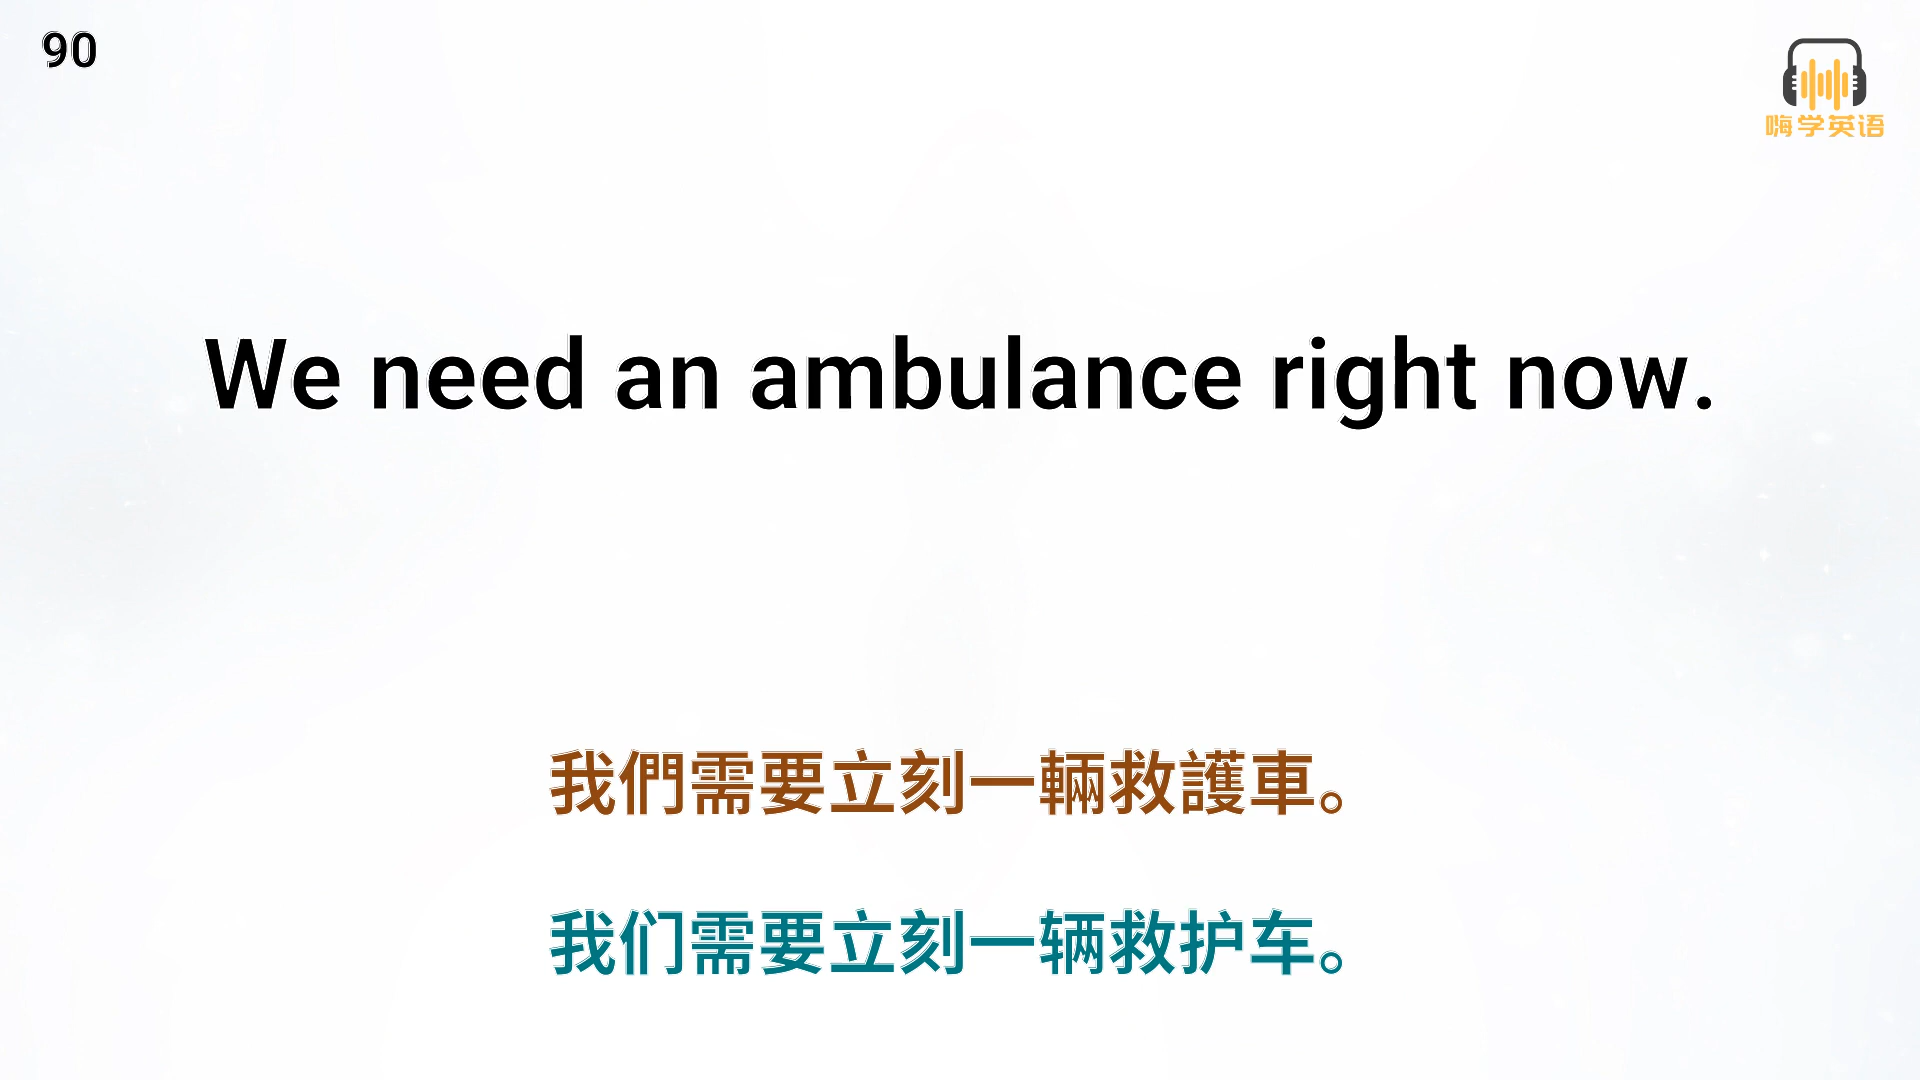 90
嗨学英语
We need an ambulance right now.
我們需要立刻一輛救護車。
我们需要立刻一辆救护车。